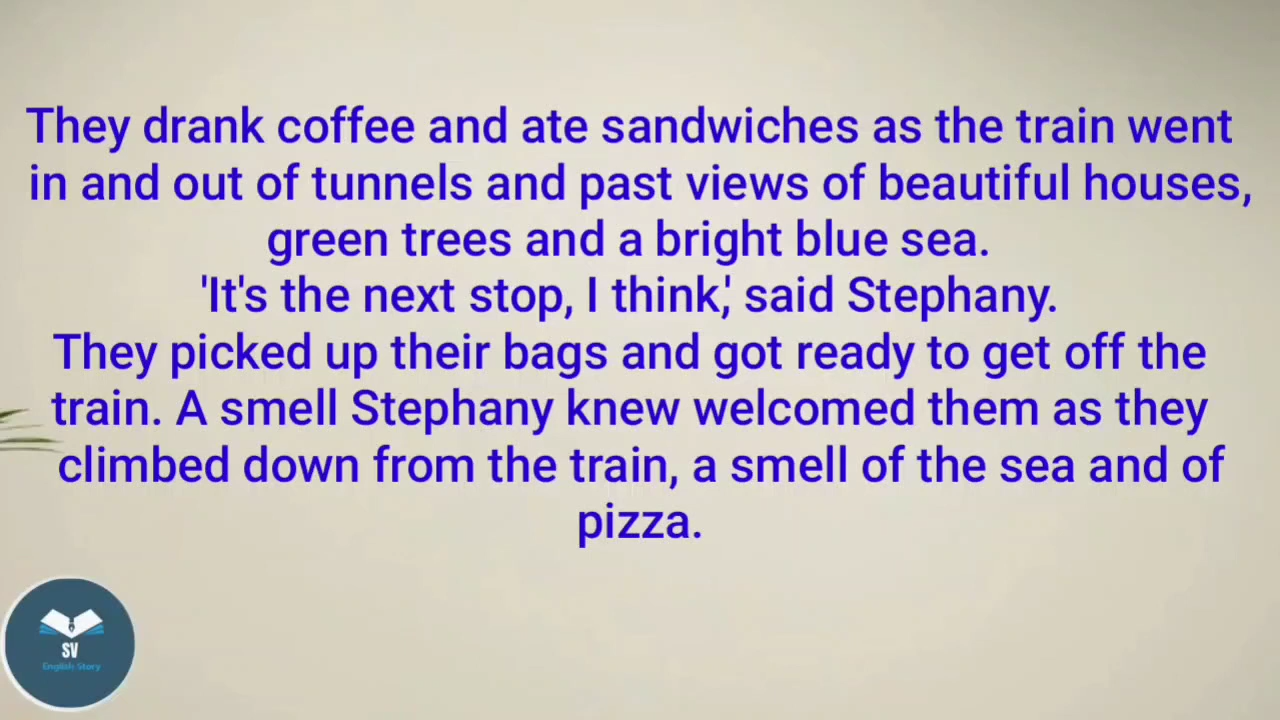 They drank coffee and ate sandwiches as the train went
in and out of tunnels and past views of beautiful houses,
green trees and a bright blue sea.
'It's the next stop, I think,' said Stephany.
They picked up their bags and got ready to get off the
train. A smell Stephany knew welcomed them as they
climbed down from the train, a smell of the sea and of
pizza.
SV
English Story